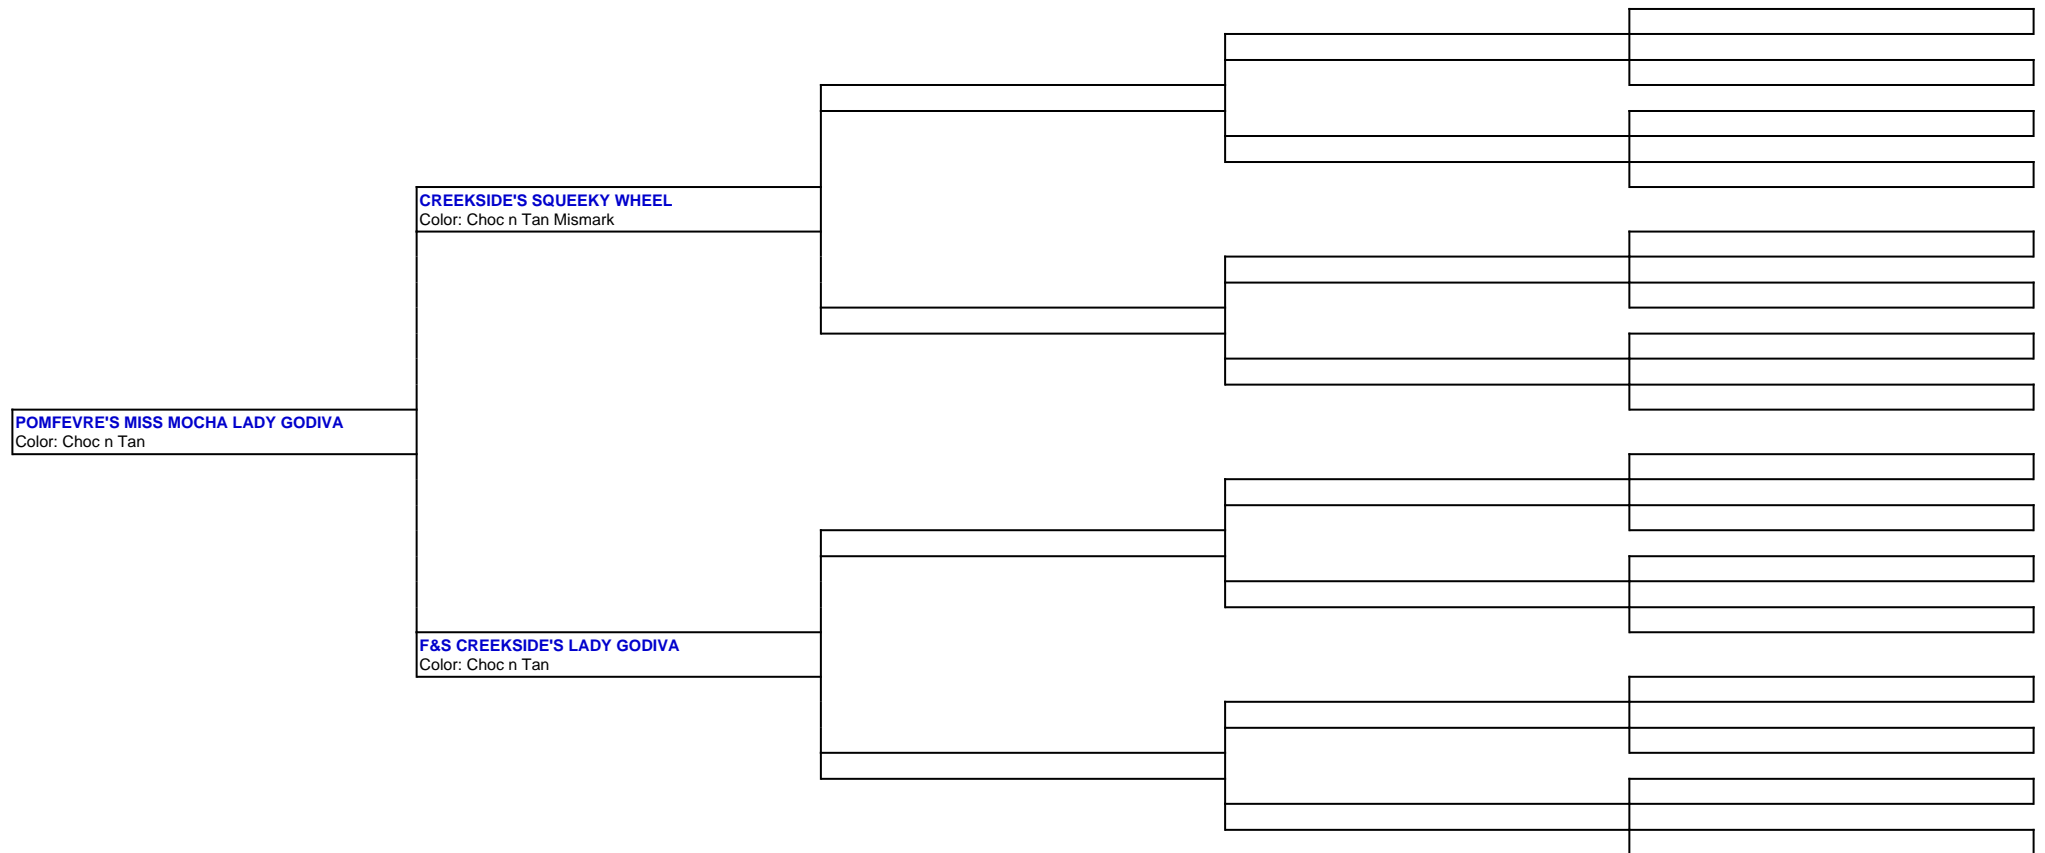 CREEKSIDE'S SQUEEKY WHEEL
Color: Choc n Tan Mismark
POMFEVRE'S MISS MOCHA LADY GODIVA
Color: Choc n Tan
F&S CREEKSIDE'S LADY GODIVA
Color: Choc n Tan